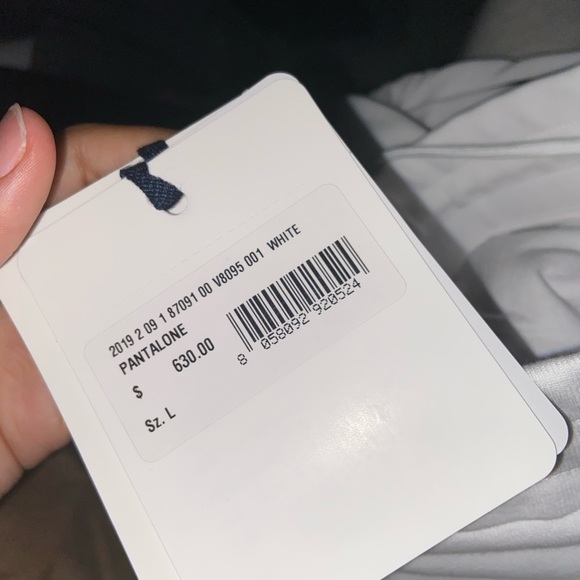 2019 2 09 1 87091 00 V8095 001 WHITE
PANTALONE
$ 630.00
Sz. L
8 058092 920524